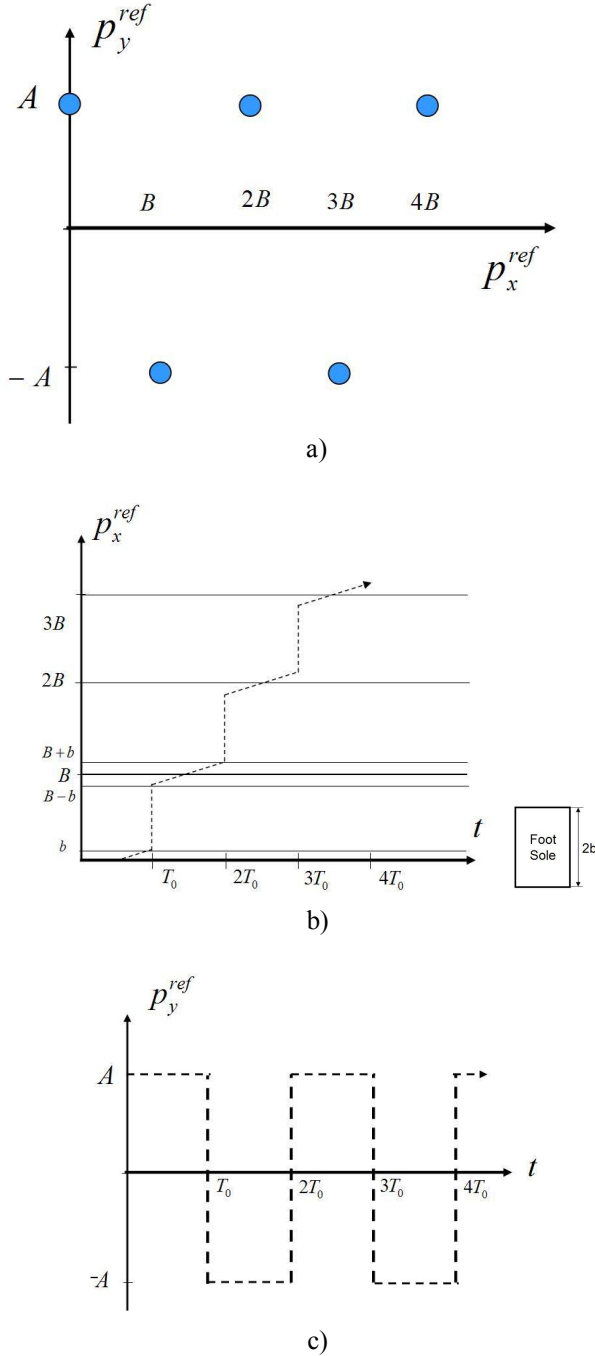 p_y^{ref}
A
B 2B 3B 4B
p_x^{ref}
− A
a)
p_x^{ref}
3B
2B
B + b
B
B − b
b
t
T_0 2T_0 3T_0 4T_0
Foot
Sole
2b
b)
p_y^{ref}
A
t
T_0 2T_0 3T_0 4T_0
-A
c)